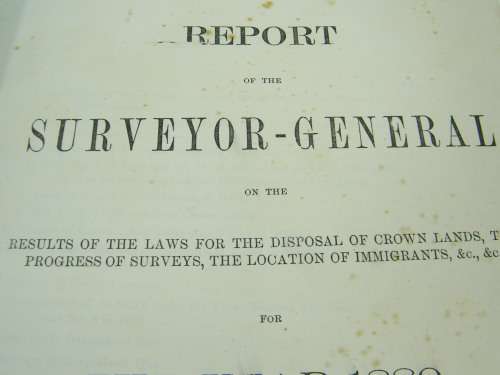 REPORT
OF THE
SURVEYOR-GENERAL
ON THE
RESULTS OF THE LAWS FOR THE DISPOSAL OF CROWN LANDS, T
PROGRESS OF SURVEYS, THE LOCATION OF IMMIGRANTS, &c., &c
FOR